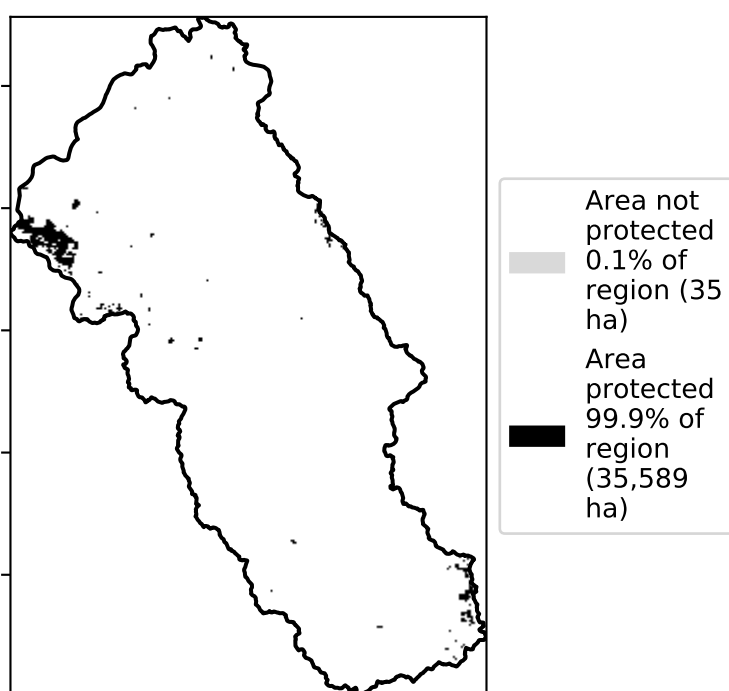 Area not
protected
0.1% of
region (35
ha)
Area
protected
99.9% of
region
(35,589
ha)